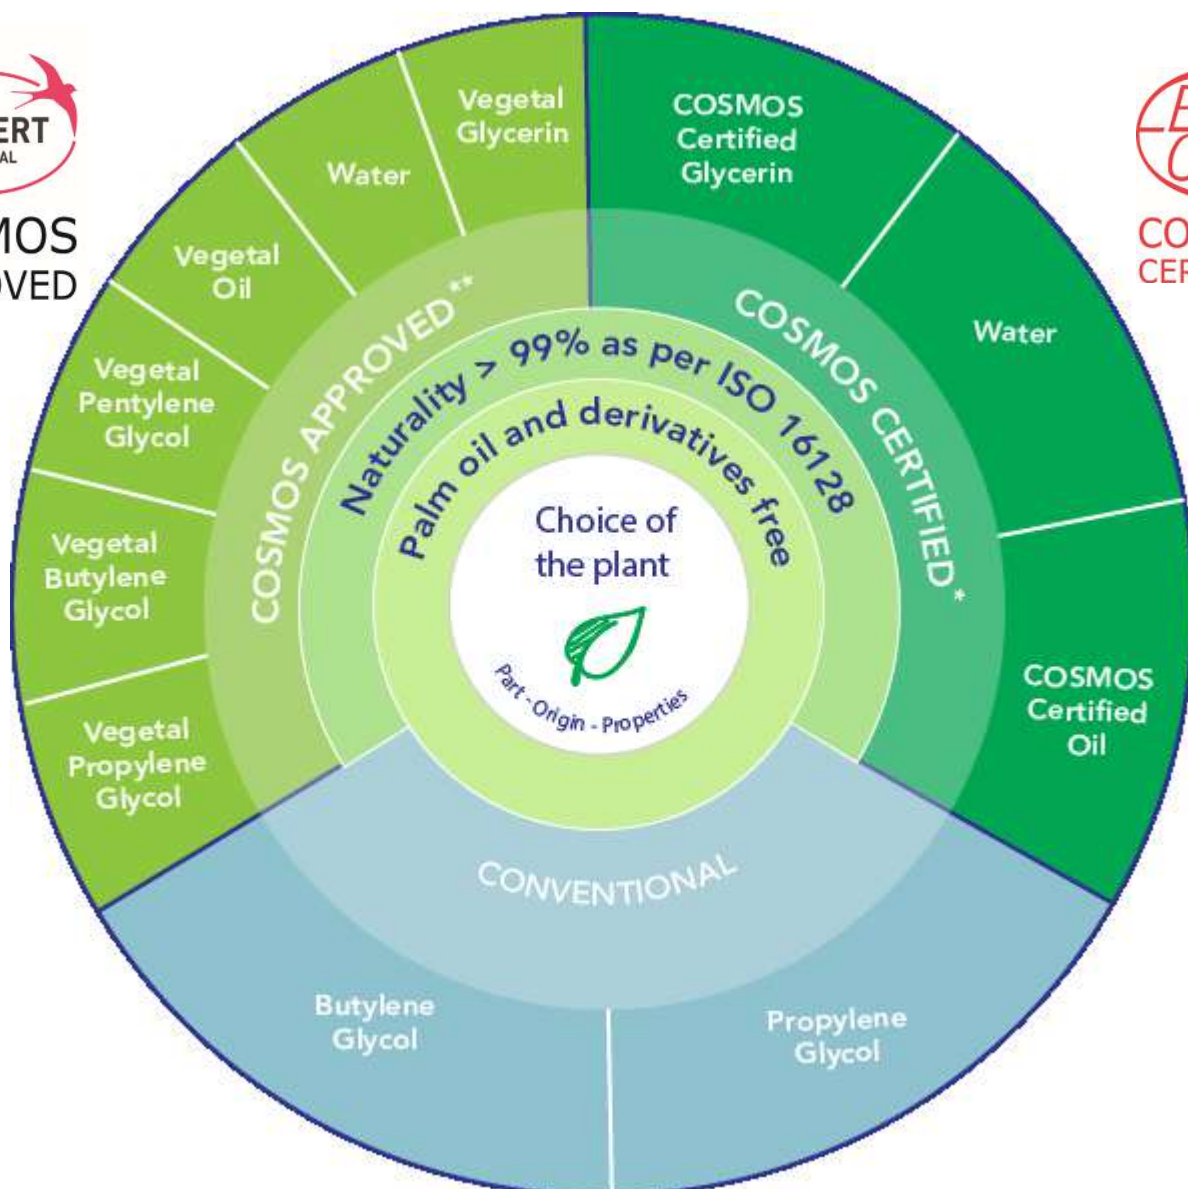 ERT
AL
MOS
OVED
CO
CER
Vegetal
Glycerin
Water
Vegetal
Oil
Vegetal
Pentylene
Glycol
Vegetal
Butylene
Glycol
Vegetal
Propylene
Glycol
COSMOS
Certified
Glycerin
Water
COSMOS
Certified
Oil
COSMOS APPROVED**
COSMOS CERTIFIED*
Naturality > 99% as per ISO 16128
Palm oil and derivatives free
Choice of
the plant
Part - Origin - Properties
CONVENTIONAL
Butylene
Glycol
Propylene
Glycol